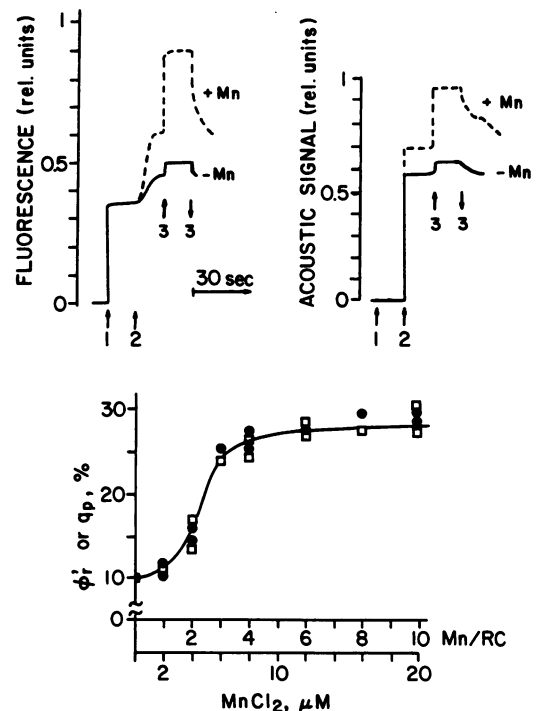 FLUORESCENCE (rel. units)
1
0.5
0
+ Mn
- Mn
3 3
30 sec
1 2
ACOUSTIC SIGNAL (rel. units)
1
0.5
0
+ Mn
- Mn
3 3
1 2
ϕ'r or qp, %
30
20
10
0
2 4 6 8 10 Mn/RC
2 10 20
MnCl2, μM